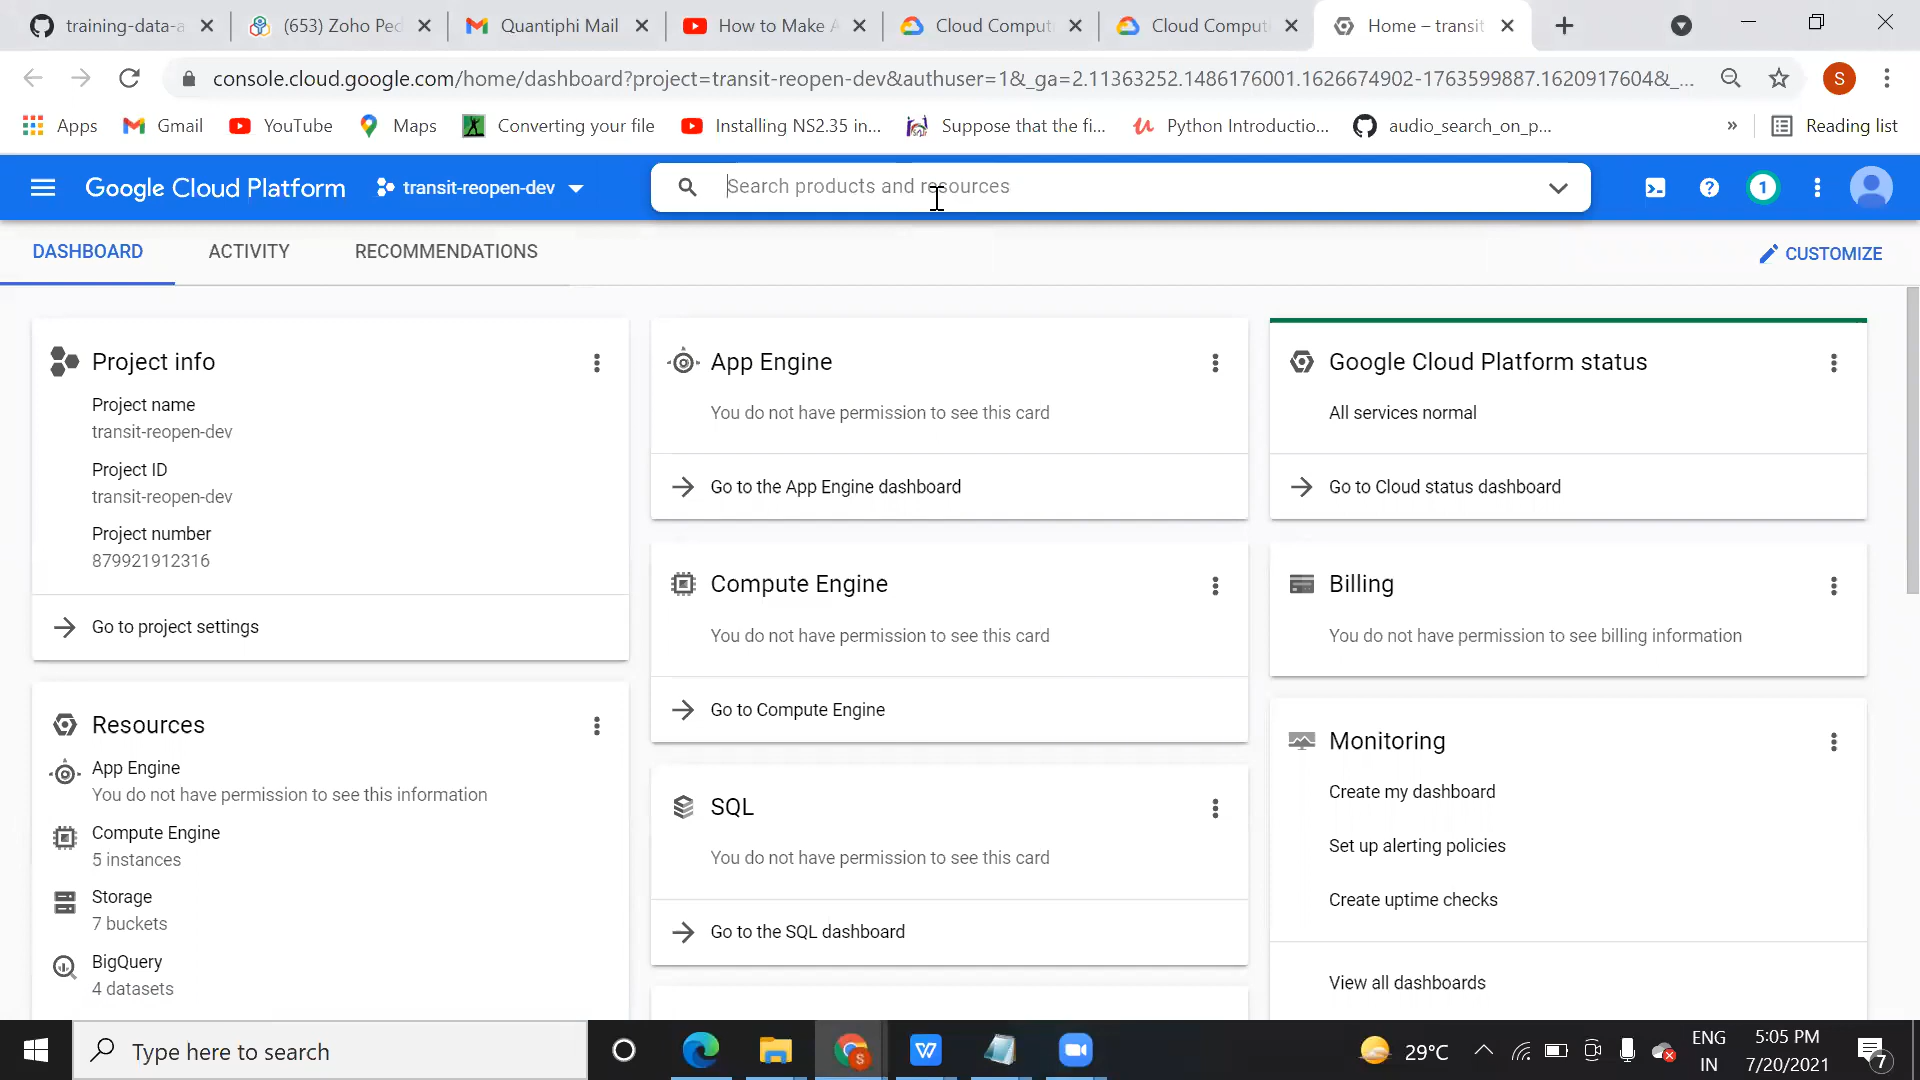 training-data-a
(653) Zoho Peo
Quantiphi Mail
How to Make A
Cloud Comput
Cloud Comput
Home – transit
console.cloud.google.com/home/dashboard?project=transit-reopen-dev&authuser=1&_ga=2.11363252.1486176001.1626674902-1763599887.1620917604&_...
S
Apps
Gmail
YouTube
Maps
Converting your file
Installing NS2.35 in...
Suppose that the fi...
Python Introductio...
audio_search_on_p...
»
Reading list
Google Cloud Platform
transit-reopen-dev
Search products and resources
1
DASHBOARD
ACTIVITY
RECOMMENDATIONS
CUSTOMIZE
Project info
Project name
transit-reopen-dev
Project ID
transit-reopen-dev
Project number
879921912316
Go to project settings
Resources
App Engine
You do not have permission to see this information
Compute Engine
5 instances
Storage
7 buckets
BigQuery
4 datasets
App Engine
You do not have permission to see this card
Go to the App Engine dashboard
Compute Engine
You do not have permission to see this card
Go to Compute Engine
SQL
You do not have permission to see this card
Go to the SQL dashboard
Google Cloud Platform status
All services normal
Go to Cloud status dashboard
Billing
You do not have permission to see billing information
Monitoring
Create my dashboard
Set up alerting policies
Create uptime checks
View all dashboards
Type here to search
29°C
ENG
IN
5:05 PM
7/20/2021
7